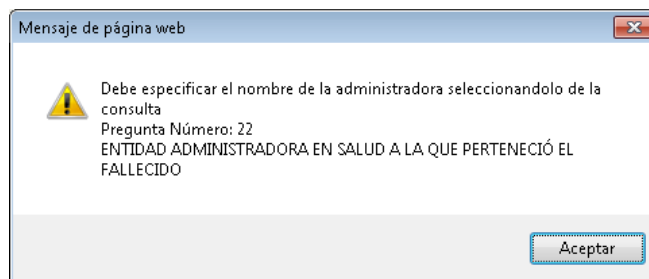 Mensaje de página web
Debe especificar el nombre de la administradora seleccionandolo de la
consulta
Pregunta Número: 22
ENTIDAD ADMINISTRADORA EN SALUD A LA QUE PERTENECIÓ EL
FALLECIDO
Aceptar